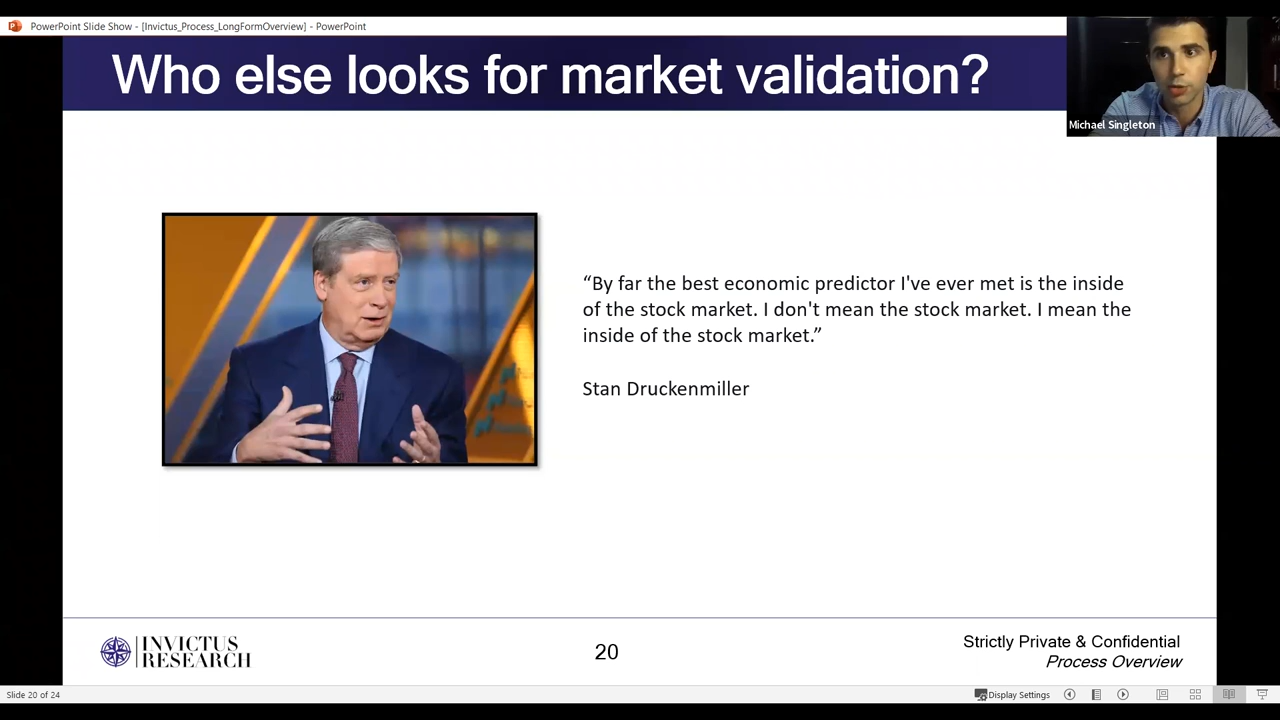 PowerPoint Slide Show - [Invictus_Process_LongFormOverview] - PowerPoint
Who else looks for market validation?
Michael Singleton
“By far the best economic predictor I've ever met is the inside
of the stock market. I don't mean the stock market. I mean the
inside of the stock market.”
Stan Druckenmiller
INVICTUS
RESEARCH
20
Strictly Private & Confidential
Process Overview
Slide 20 of 24
Display Settings